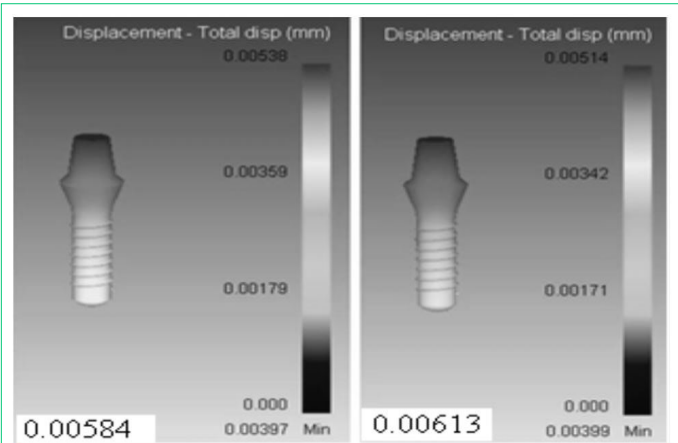 Displacement - Total disp (mm)
0.00538
0.00359
0.00179
0.000
0.00397 Min
0.00584
Displacement - Total disp (mm)
0.00514
0.00342
0.00171
0.000
0.00399 Min
0.00613